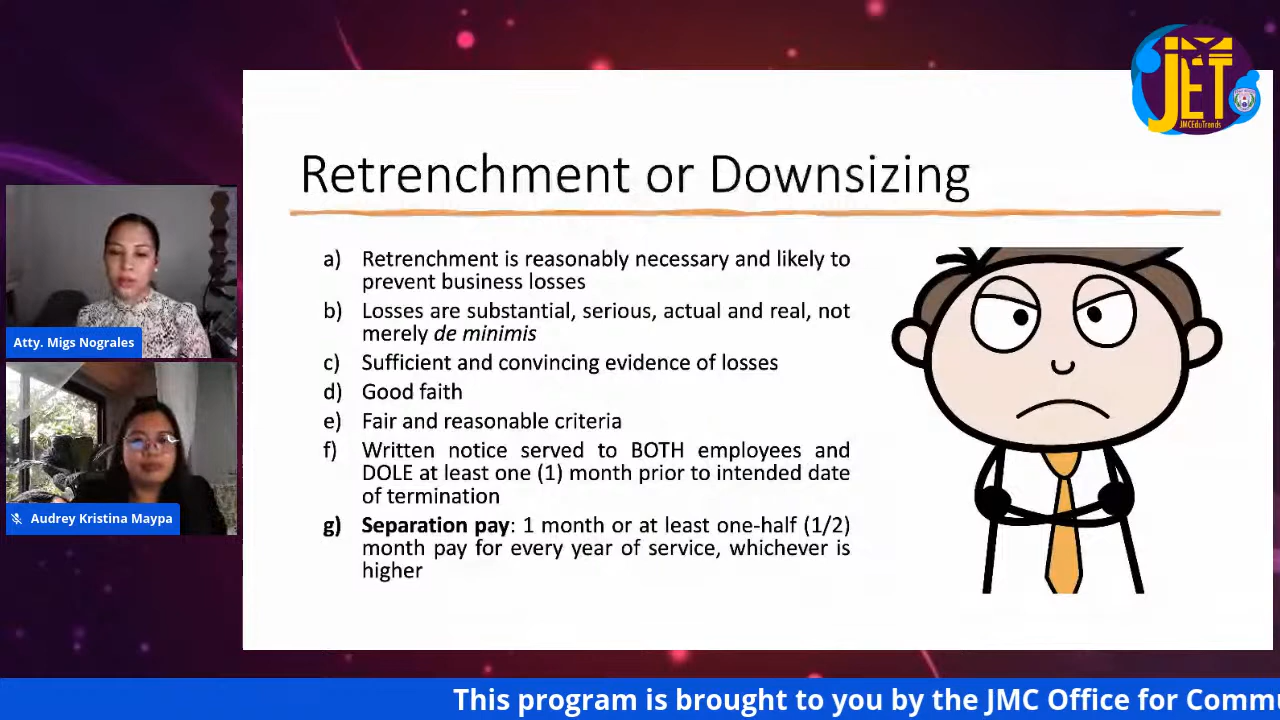 JET
JMCEduTrends
Retrenchment or Downsizing
a) Retrenchment is reasonably necessary and likely to
prevent business losses
b) Losses are substantial, serious, actual and real, not
merely de minimis
c) Sufficient and convincing evidence of losses
d) Good faith
e) Fair and reasonable criteria
f) Written notice served to BOTH employees and
DOLE at least one (1) month prior to intended date
of termination
g) Separation pay: 1 month or at least one-half (1/2)
month pay for every year of service, whichever is
higher
Atty. Migs Nograles
Audrey Kristina Maypa
This program is brought to you by the JMC Office for Comm